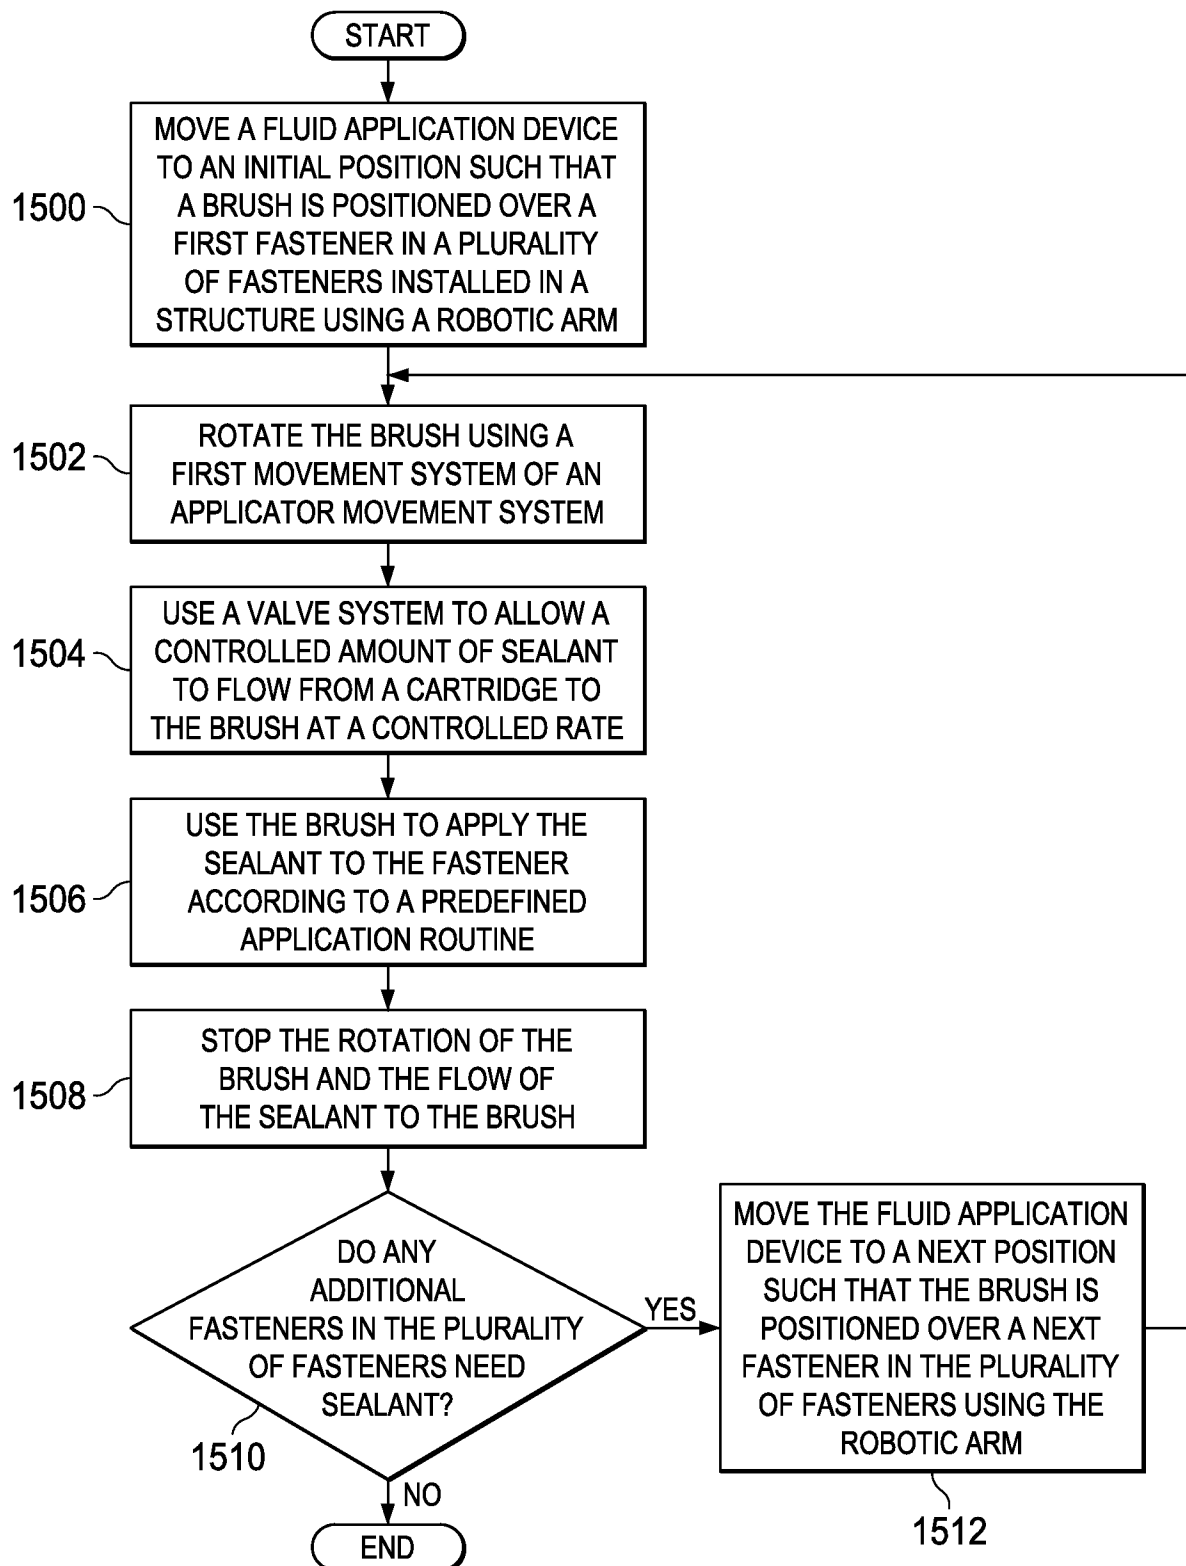 START
MOVE A FLUID APPLICATION DEVICE
TO AN INITIAL POSITION SUCH THAT
A BRUSH IS POSITIONED OVER A
FIRST FASTENER IN A PLURALITY
OF FASTENERS INSTALLED IN A
STRUCTURE USING A ROBOTIC ARM
1500
ROTATE THE BRUSH USING A
FIRST MOVEMENT SYSTEM OF AN
APPLICATOR MOVEMENT SYSTEM
1502
USE A VALVE SYSTEM TO ALLOW A
CONTROLLED AMOUNT OF SEALANT
TO FLOW FROM A CARTRIDGE TO
THE BRUSH AT A CONTROLLED RATE
1504
USE THE BRUSH TO APPLY THE
SEALANT TO THE FASTENER
ACCORDING TO A PREDEFINED
APPLICATION ROUTINE
1506
STOP THE ROTATION OF THE
BRUSH AND THE FLOW OF
THE SEALANT TO THE BRUSH
1508
DO ANY
ADDITIONAL
FASTENERS IN THE PLURALITY
OF FASTENERS NEED
SEALANT?
1510
YES
MOVE THE FLUID APPLICATION
DEVICE TO A NEXT POSITION
SUCH THAT THE BRUSH IS
POSITIONED OVER A NEXT
FASTENER IN THE PLURALITY
OF FASTENERS USING THE
ROBOTIC ARM
1512
NO
END